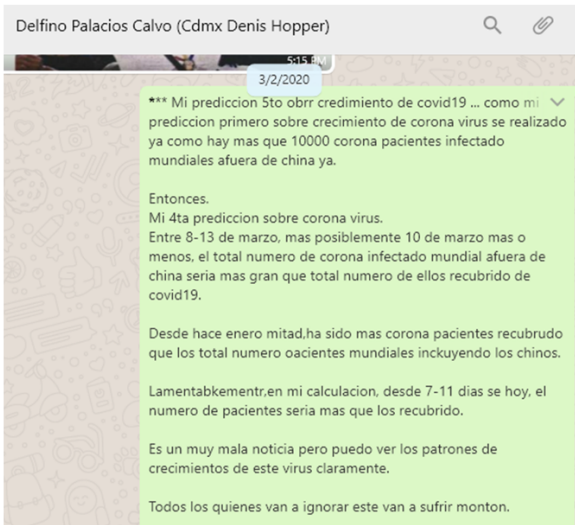 Delfino Palacios Calvo (Cdmx Denis Hopper)
5:15 PM
3/2/2020
*** Mi prediccion 5to obrr credimiento de covid19 ... como mi
prediccion primero sobre crecimiento de corona virus se realizado
ya como hay mas que 10000 corona pacientes infectado
mundiales afuera de china ya.
Entonces.
Mi 4ta prediccion sobre corona virus.
Entre 8-13 de marzo, mas posiblemente 10 de marzo mas o
menos, el total numero de corona infectado mundial afuera de
china seria mas gran que total numero de ellos recubrido de
covid19.
Desde hace enero mitad,ha sido mas corona pacientes recubrudo
que los total numero oacientes mundiales inckuyendo los chinos.
Lamentabkementr,en mi calculacion, desde 7-11 dias se hoy, el
numero de pacientes seria mas que los recubrido.
Es un muy mala noticia pero puedo ver los patrones de
crecimientos de este virus claramente.
Todos los quienes van a ignorar este van a sufrir monton.